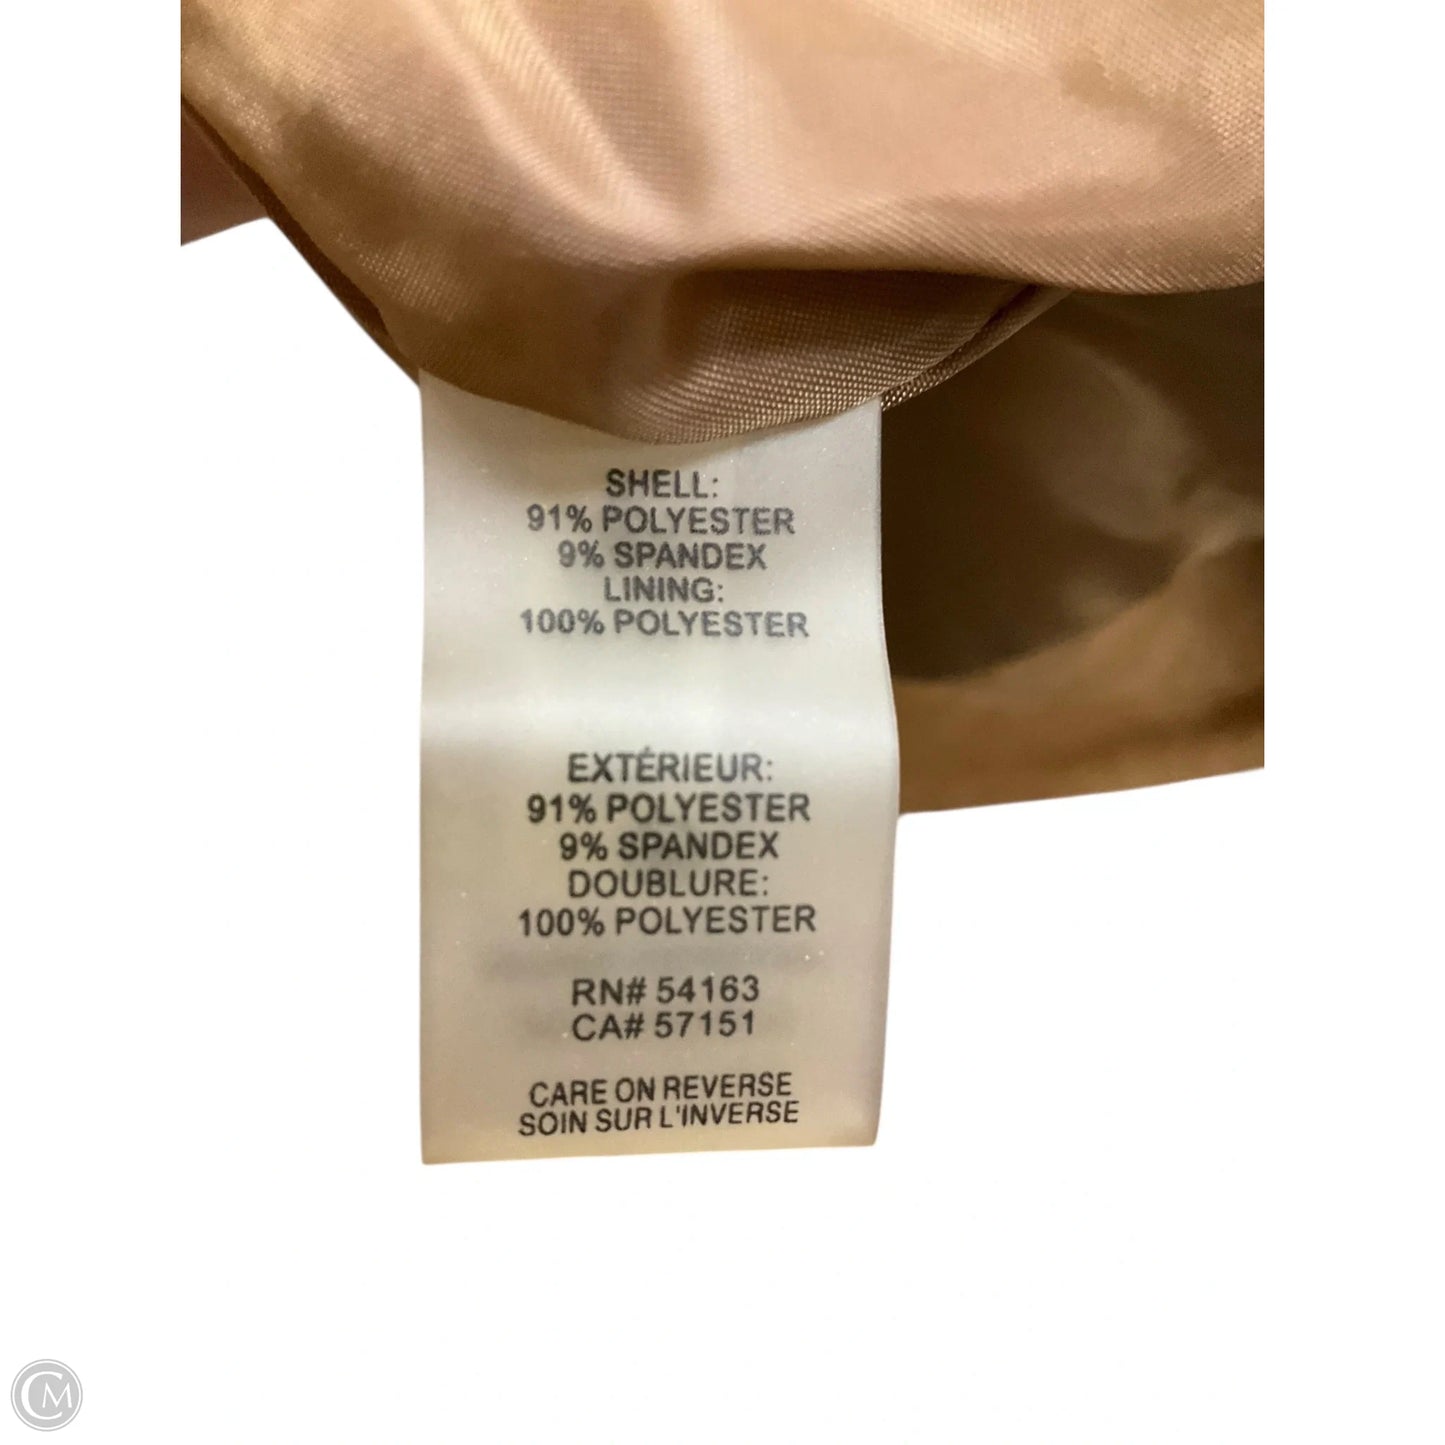 SHELL:
91% POLYESTER
9% SPANDEX
LINING:
100% POLYESTER
EXTÉRIEUR:
91% POLYESTER
9% SPANDEX
DOUBLURE:
100% POLYESTER
RN# 54163
CA# 57151
CARE ON REVERSE
SOIN SUR L'INVERSE
CM